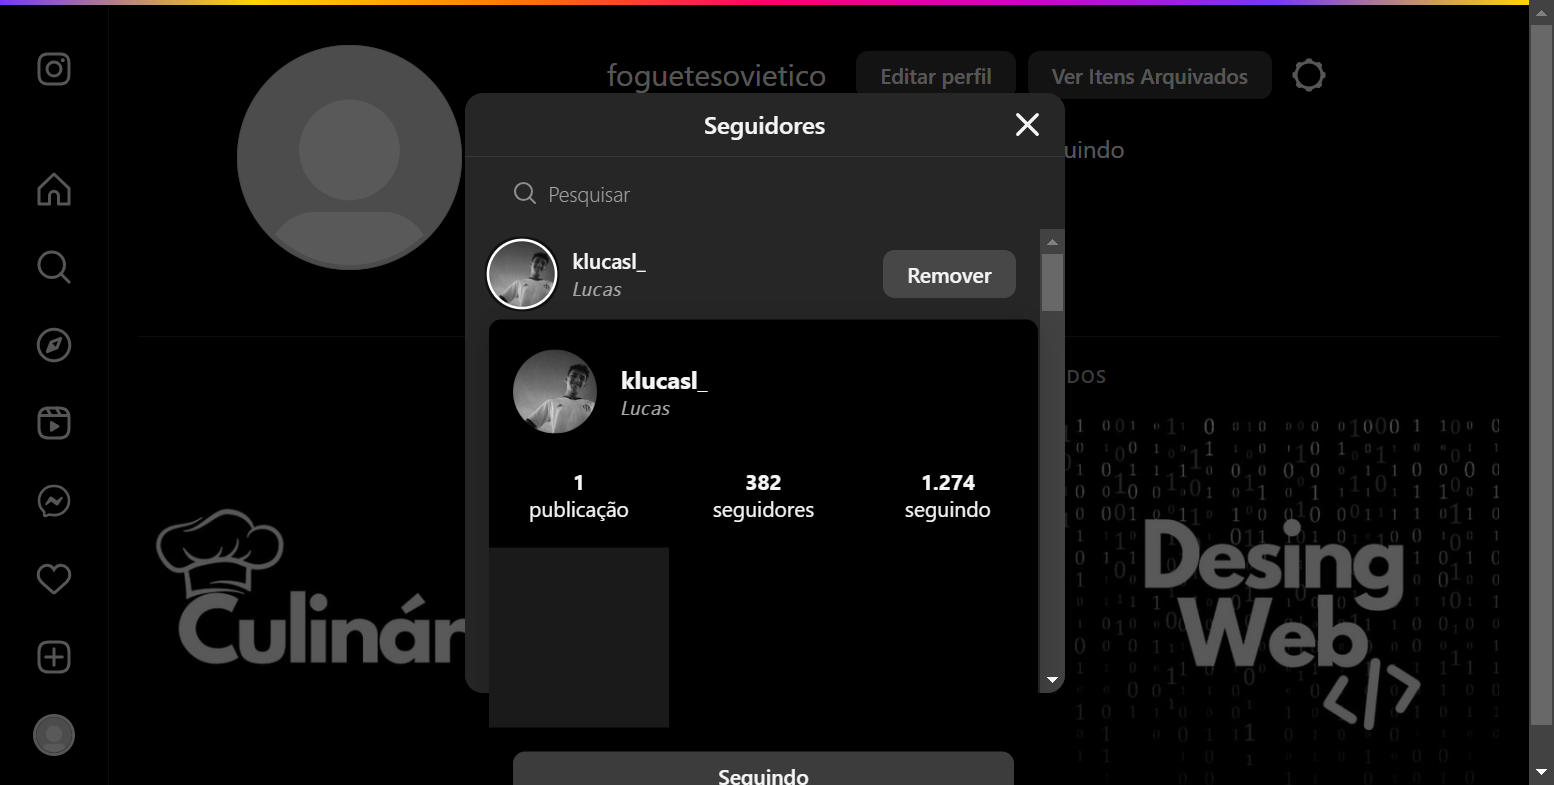 foguetesovietico
Editar perfil
Ver Itens Arquivados
uindo
Seguidores
Pesquisar
klucasl_
Lucas
Remover
klucasl_
Lucas
1
publicação
382
seguidores
1.274
seguindo
DOS
Culinár
Desing
Web
</>
Seguindo